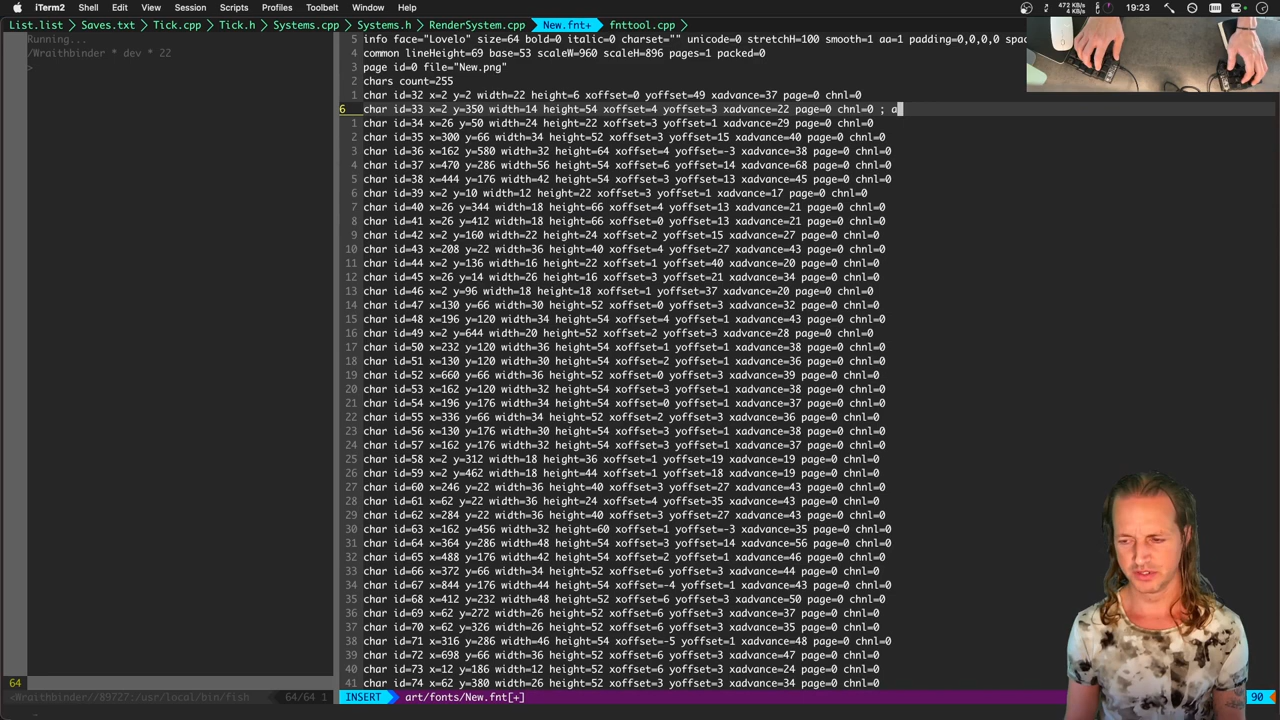 iTerm2 Shell Edit View Session Scripts Profiles Toolbelt Window Help 472 KB 4 KB/s 19:23
List.list Saves.txt Tick.cpp Tick.h Systems.cpp Systems.h RenderSystem.cpp New.fnt+ fnttool.cpp
Running...
/Wraithbinder * dev * 22
>
5 info face="Lovelo" size=64 bold=0 italic=0 charset="" unicode=0 stretchH=100 smooth=1 aa=1 padding=0,0,0,0 spac
4 common lineHeight=69 base=53 scaleW=960 scaleH=896 pages=1 packed=0
3 page id=0 file="New.png"
2 chars count=255
1 char id=32 x=2 y=2 width=22 height=6 xoffset=0 yoffset=49 xadvance=37 page=0 chnl=0
6 char id=33 x=2 y=350 width=14 height=54 xoffset=4 yoffset=3 xadvance=22 page=0 chnl=0 ; a
1 char id=34 x=26 y=50 width=24 height=22 xoffset=3 yoffset=1 xadvance=29 page=0 chnl=0
2 char id=35 x=300 y=66 width=34 height=52 xoffset=3 yoffset=15 xadvance=40 page=0 chnl=0
3 char id=36 x=162 y=580 width=32 height=64 xoffset=4 yoffset=-3 xadvance=38 page=0 chnl=0
4 char id=37 x=470 y=286 width=56 height=54 xoffset=6 yoffset=14 xadvance=68 page=0 chnl=0
5 char id=38 x=444 y=176 width=42 height=54 xoffset=3 yoffset=13 xadvance=45 page=0 chnl=0
6 char id=39 x=2 y=10 width=12 height=22 xoffset=3 yoffset=1 xadvance=17 page=0 chnl=0
7 char id=40 x=26 y=344 width=18 height=66 xoffset=4 yoffset=13 xadvance=21 page=0 chnl=0
8 char id=41 x=26 y=412 width=18 height=66 xoffset=0 yoffset=13 xadvance=21 page=0 chnl=0
9 char id=42 x=2 y=160 width=22 height=24 xoffset=2 yoffset=15 xadvance=27 page=0 chnl=0
10 char id=43 x=208 y=22 width=36 height=40 xoffset=4 yoffset=27 xadvance=43 page=0 chnl=0
11 char id=44 x=2 y=136 width=16 height=22 xoffset=1 yoffset=40 xadvance=20 page=0 chnl=0
12 char id=45 x=26 y=14 width=26 height=16 xoffset=3 yoffset=21 xadvance=34 page=0 chnl=0
13 char id=46 x=2 y=96 width=18 height=18 xoffset=1 yoffset=37 xadvance=20 page=0 chnl=0
14 char id=47 x=130 y=66 width=30 height=52 xoffset=0 yoffset=3 xadvance=32 page=0 chnl=0
15 char id=48 x=196 y=120 width=34 height=54 xoffset=4 yoffset=1 xadvance=43 page=0 chnl=0
16 char id=49 x=2 y=644 width=20 height=52 xoffset=2 yoffset=3 xadvance=28 page=0 chnl=0
17 char id=50 x=232 y=120 width=36 height=54 xoffset=1 yoffset=1 xadvance=38 page=0 chnl=0
18 char id=51 x=130 y=120 width=30 height=54 xoffset=2 yoffset=1 xadvance=36 page=0 chnl=0
19 char id=52 x=660 y=66 width=36 height=52 xoffset=0 yoffset=3 xadvance=39 page=0 chnl=0
20 char id=53 x=162 y=120 width=32 height=54 xoffset=3 yoffset=1 xadvance=38 page=0 chnl=0
21 char id=54 x=196 y=176 width=34 height=54 xoffset=0 yoffset=1 xadvance=37 page=0 chnl=0
22 char id=55 x=336 y=66 width=34 height=52 xoffset=2 yoffset=3 xadvance=36 page=0 chnl=0
23 char id=56 x=130 y=176 width=30 height=54 xoffset=3 yoffset=1 xadvance=38 page=0 chnl=0
24 char id=57 x=162 y=176 width=32 height=54 xoffset=3 yoffset=1 xadvance=37 page=0 chnl=0
25 char id=58 x=2 y=312 width=18 height=36 xoffset=1 yoffset=19 xadvance=19 page=0 chnl=0
26 char id=59 x=2 y=462 width=18 height=44 xoffset=1 yoffset=18 xadvance=19 page=0 chnl=0
27 char id=60 x=246 y=22 width=36 height=40 xoffset=3 yoffset=27 xadvance=43 page=0 chnl=0
28 char id=61 x=62 y=22 width=36 height=24 xoffset=4 yoffset=35 xadvance=43 page=0 chnl=0
29 char id=62 x=284 y=22 width=36 height=40 xoffset=3 yoffset=27 xadvance=43 page=0 chnl=0
30 char id=63 x=162 y=456 width=32 height=60 xoffset=1 yoffset=-3 xadvance=35 page=0 chnl=0
31 char id=64 x=364 y=286 width=48 height=54 xoffset=3 yoffset=14 xadvance=56 page=0 chnl=0
32 char id=65 x=488 y=176 width=42 height=54 xoffset=2 yoffset=1 xadvance=46 page=0 chnl=0
33 char id=66 x=372 y=66 width=34 height=52 xoffset=6 yoffset=3 xadvance=44 page=0 chnl=0
34 char id=67 x=844 y=176 width=44 height=54 xoffset=-4 yoffset=1 xadvance=43 page=0 chnl=0
35 char id=68 x=412 y=232 width=48 height=52 xoffset=6 yoffset=3 xadvance=50 page=0 chnl=0
36 char id=69 x=62 y=272 width=26 height=52 xoffset=6 yoffset=3 xadvance=37 page=0 chnl=0
37 char id=70 x=62 y=326 width=26 height=52 xoffset=6 yoffset=3 xadvance=35 page=0 chnl=0
38 char id=71 x=316 y=286 width=46 height=54 xoffset=-5 yoffset=1 xadvance=48 page=0 chnl=0
39 char id=72 x=698 y=66 width=36 height=52 xoffset=6 yoffset=3 xadvance=47 page=0 chnl=0
40 char id=73 x=12 y=186 width=12 height=52 xoffset=6 yoffset=3 xadvance=24 page=0 chnl=0
64 41 char id=74 x=62 y=380 width=26 height=52 xoffset=0 yoffset=3 xadvance=34 page=0 chnl=0
<Wraithbinder//89727:/usr/local/bin/fish 64/64 1 INSERT art/fonts/New.fnt[+] 90